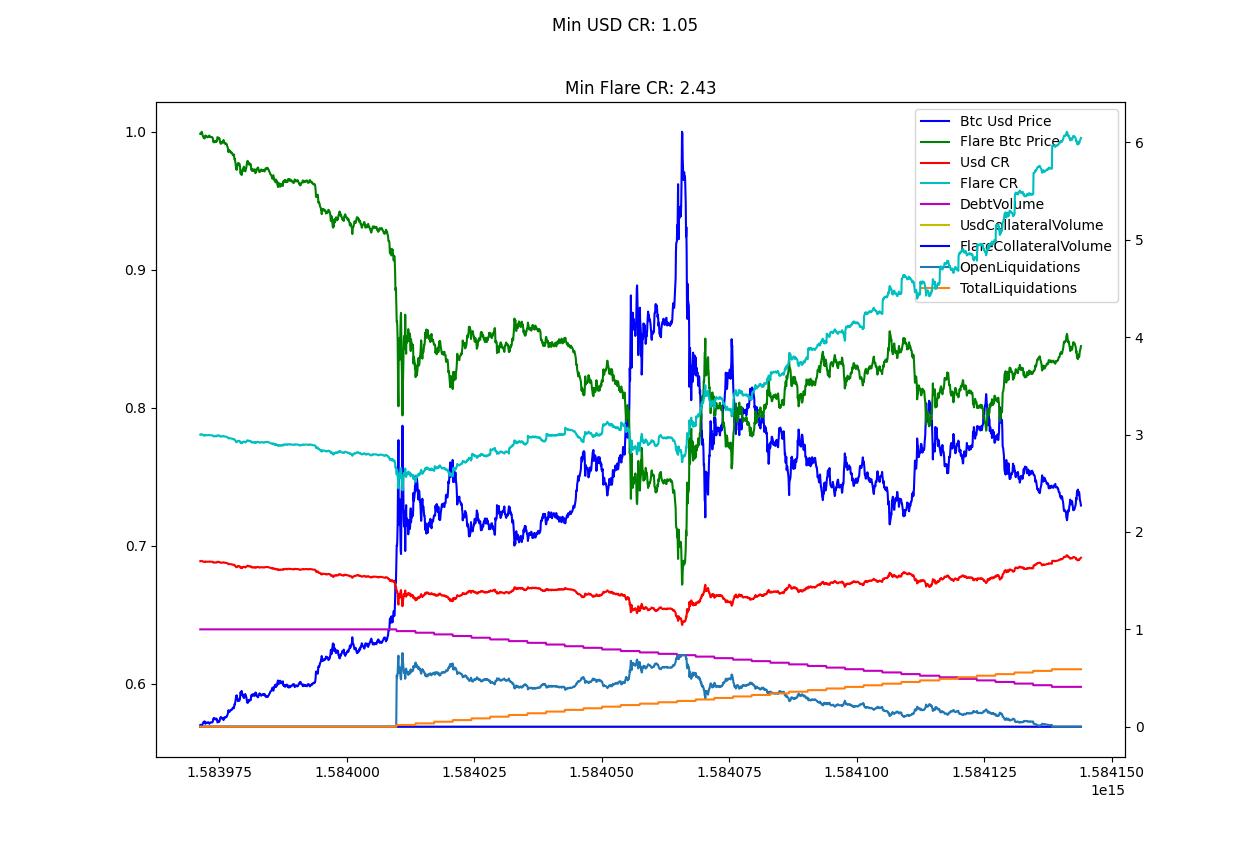 Min USD CR: 1.05
Min Flare CR: 2.43
Btc Usd Price
Flare Btc Price
Usd CR
Flare CR
DebtVolume
UsdCollateralVolume
FlareCollateralVolume
OpenLiquidations
TotalLiquidations
1.0
0.9
0.8
0.7
0.6
6
5
4
3
2
1
0
1.583975 1.584000 1.584025 1.584050 1.584075 1.584100 1.584125 1.584150
1e15